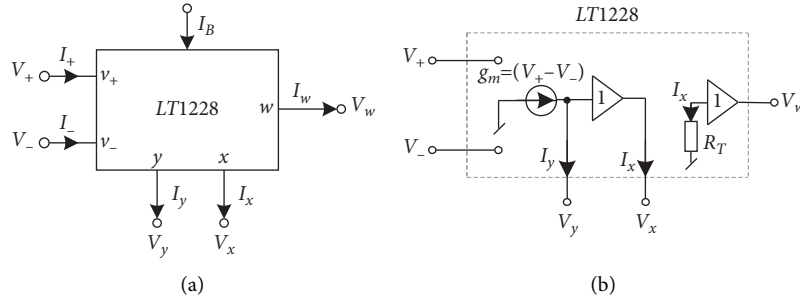 I_B
I_+
V_+
v_+
LT1228
I_w
w
V_w
I_-
V_-
v_-
y
x
I_y
I_x
V_y
V_x
(a)
LT1228
V_+
g_m=(V_+−V_-)
1
I_x
1
V_w
R_T
V_-
I_y
I_x
V_y
V_x
(b)